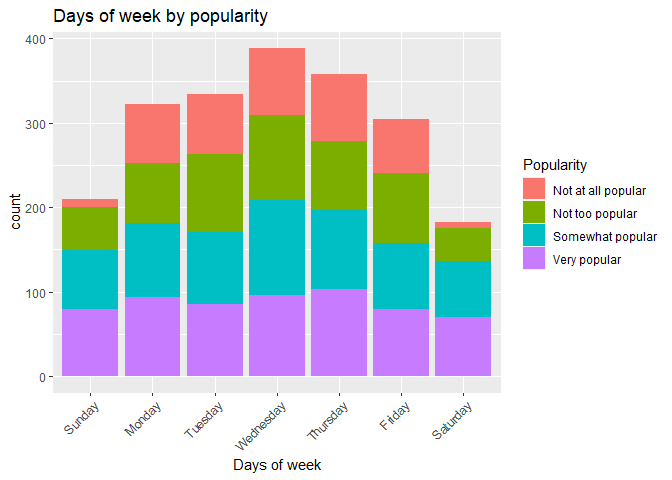 Days of week by popularity
400
300
200
100
0
count
Sunday
Monday
Tuesday
Wednesday
Thursday
Friday
Saturday
Days of week
Popularity
Not at all popular
Not too popular
Somewhat popular
Very popular